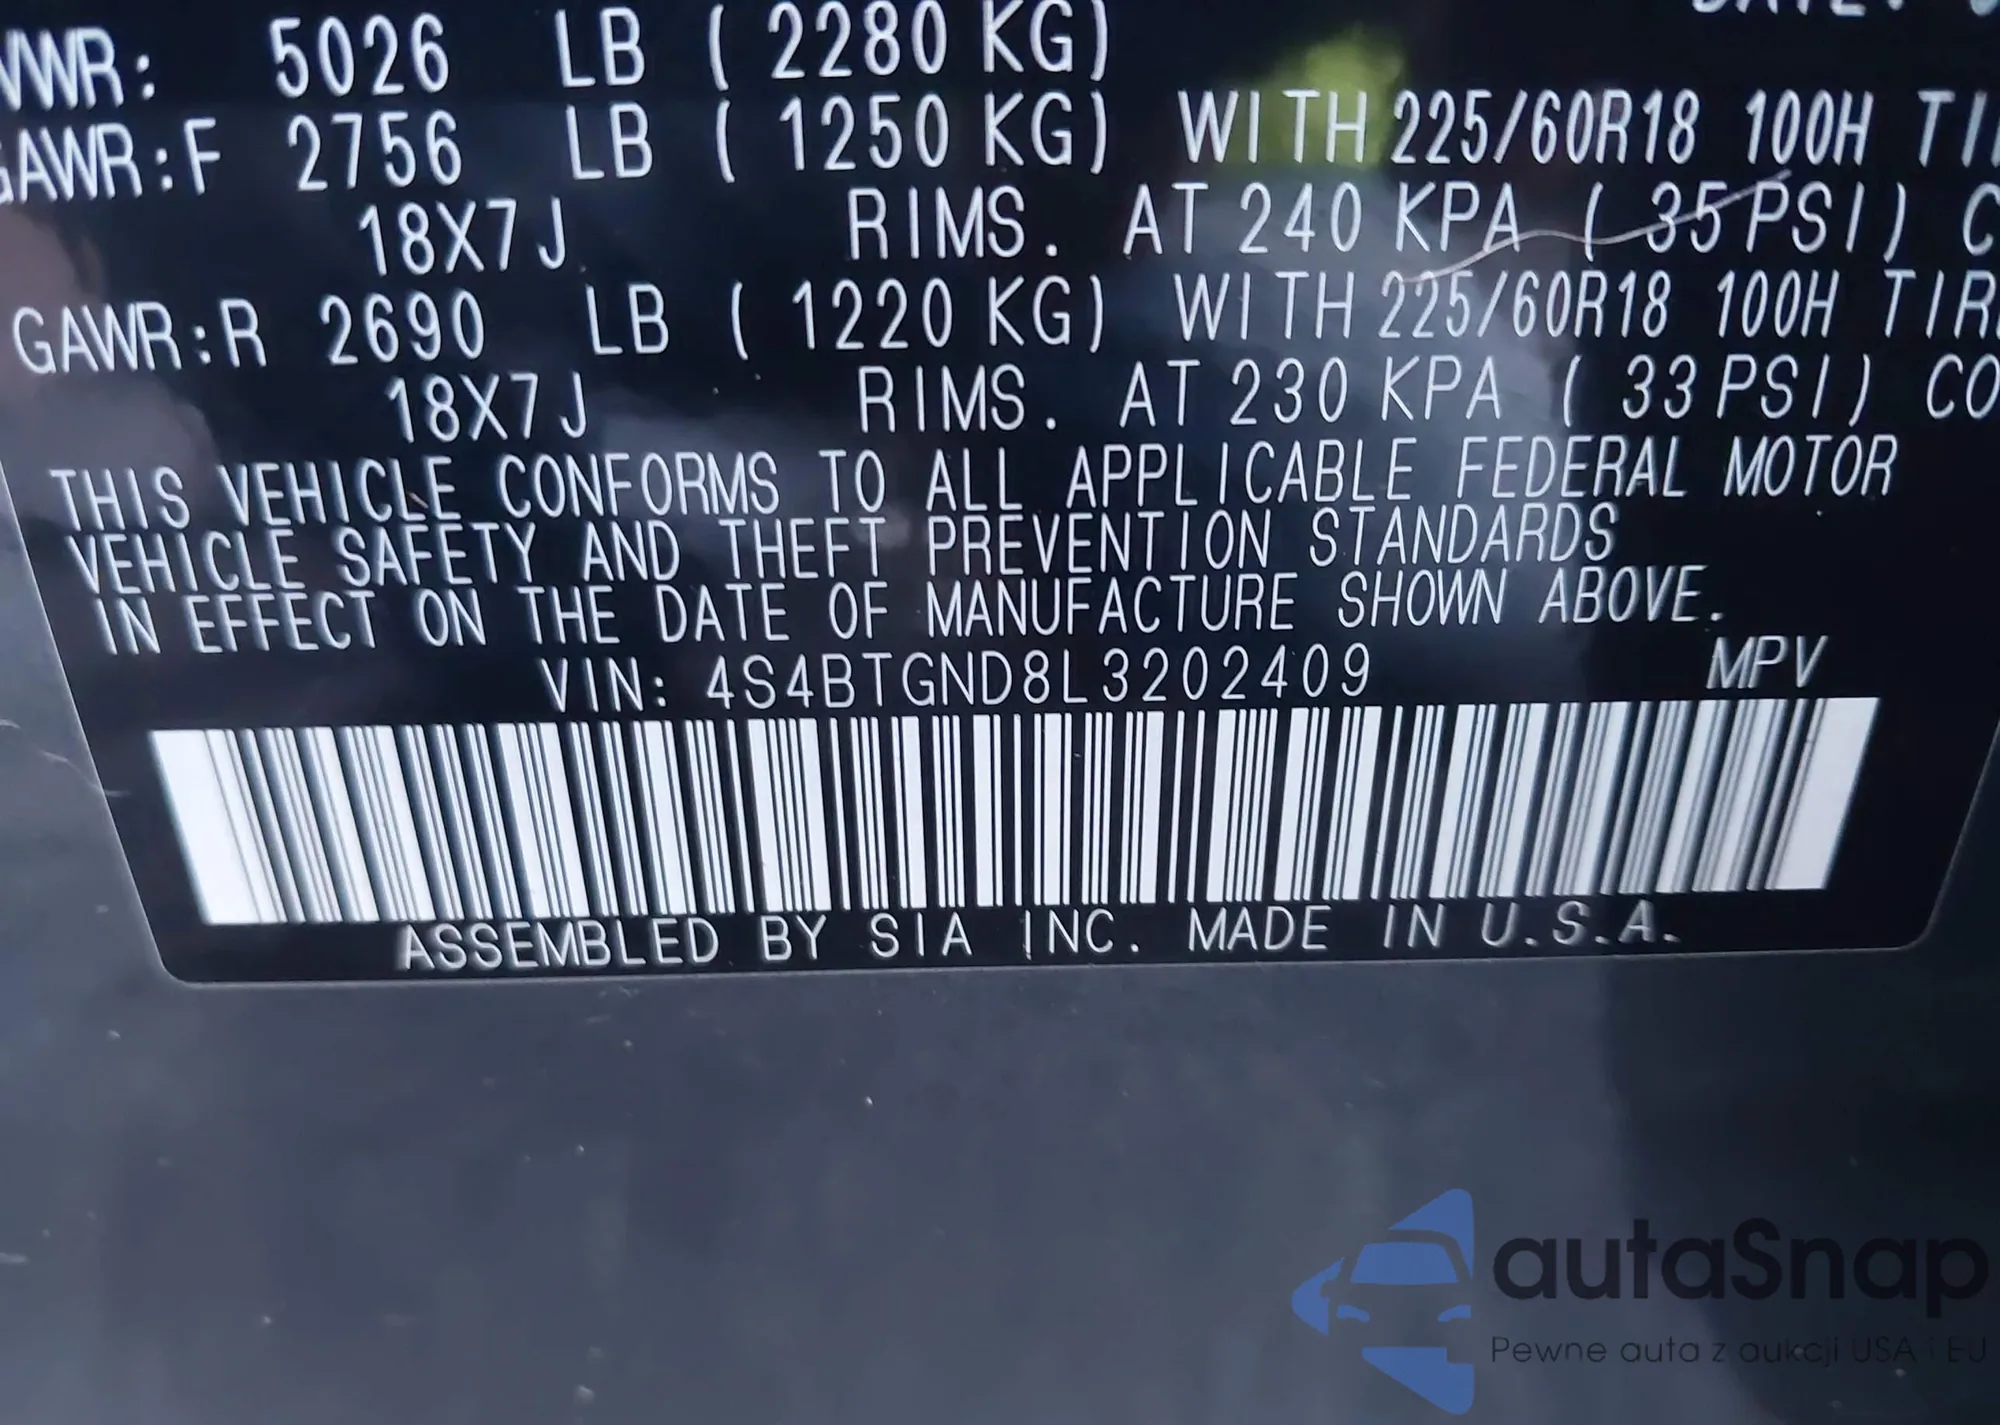 VWR: 5026 LB ( 2280 KG)
GAWR:F 2756 LB ( 1250 KG) WITH 225/60R18 100H
18X7J RIMS. AT 240 KPA ( 35 PSI)
GAWR:R 2690 LB ( 1220 KG) WITH 225/60R18 100H
18X7J RIMS. AT 230 KPA ( 33 PSI)
THIS VEHICLE CONFORMS TO ALL APPLICABLE FEDERAL MOTOR
VEHICLE SAFETY AND THEFT PREVENTION STANDARDS
IN EFFECT ON THE DATE OF MANUFACTURE SHOWN ABOVE.
VIN: 4S4BTGND8L3202409 MPV
ASSEMBLED BY SIA INC. MADE IN U.S.A.
autaSnap
Pewne auta z aukcji USA i EU